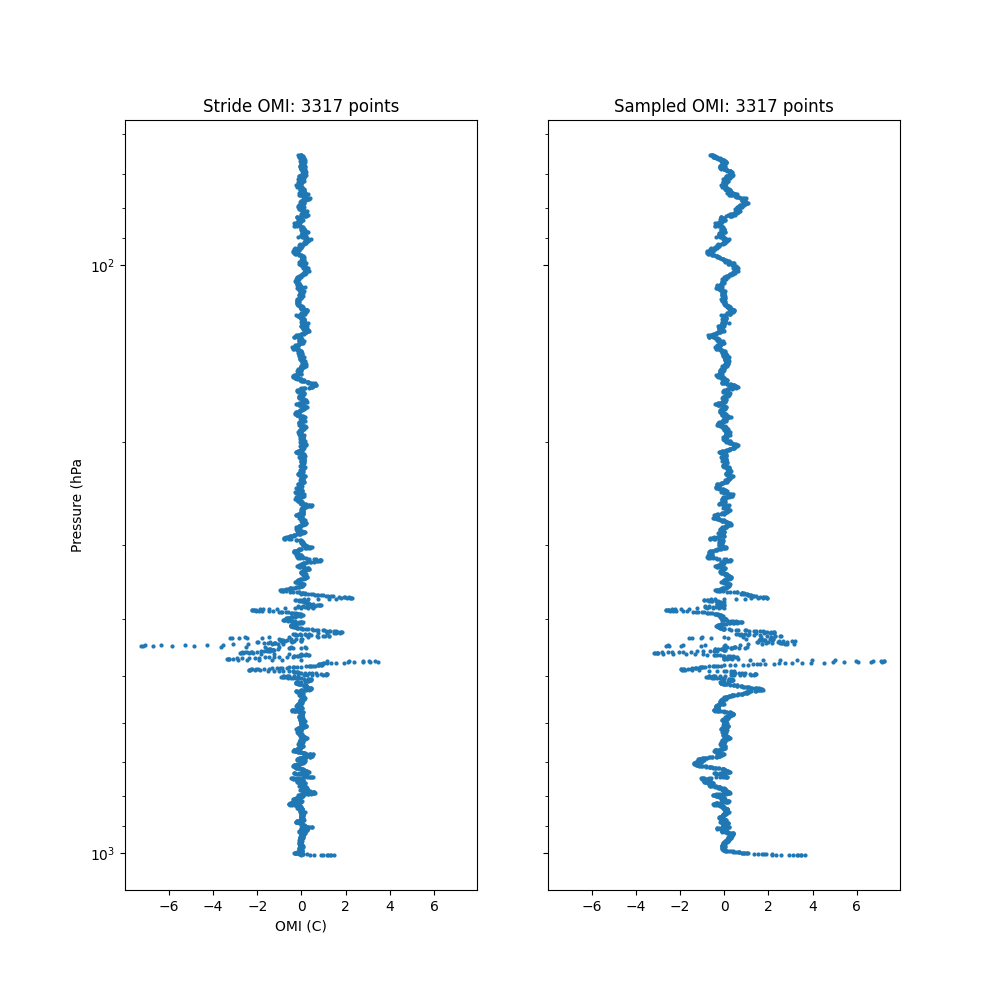 Stride OMI: 3317 points
Sampled OMI: 3317 points
10²
10³
Pressure (hPa
−6 −4 −2 0 2 4 6
−6 −4 −2 0 2 4 6
OMI (C)